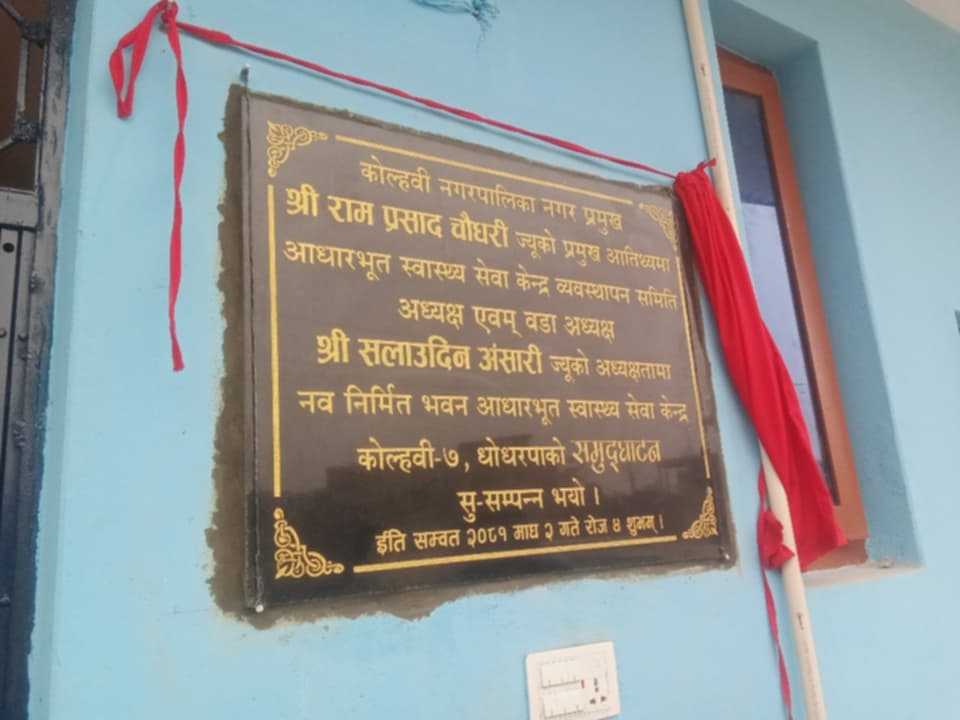 कोल्हवी नगरपालिका नगर प्रमुख
श्री राम प्रसाद चौधरी ज्यूको प्रमुख आतिथ्यमा
आधारभूत स्वास्थ्य सेवा केन्द्र व्यवस्थापन समिति
अध्यक्ष एवम् वडा अध्यक्ष
श्री सलाउदिन अंसारी ज्यूको अध्यक्षतामा
नव निर्मित भवन आधारभूत स्वास्थ्य सेवा केन्द्र
कोल्हवी-७, धोधरपाको समुद्घाटन
सु-सम्पन्न भयो ।
ईति सम्वत २०८१ माघ २ गते रोज ४ शुभम् ।